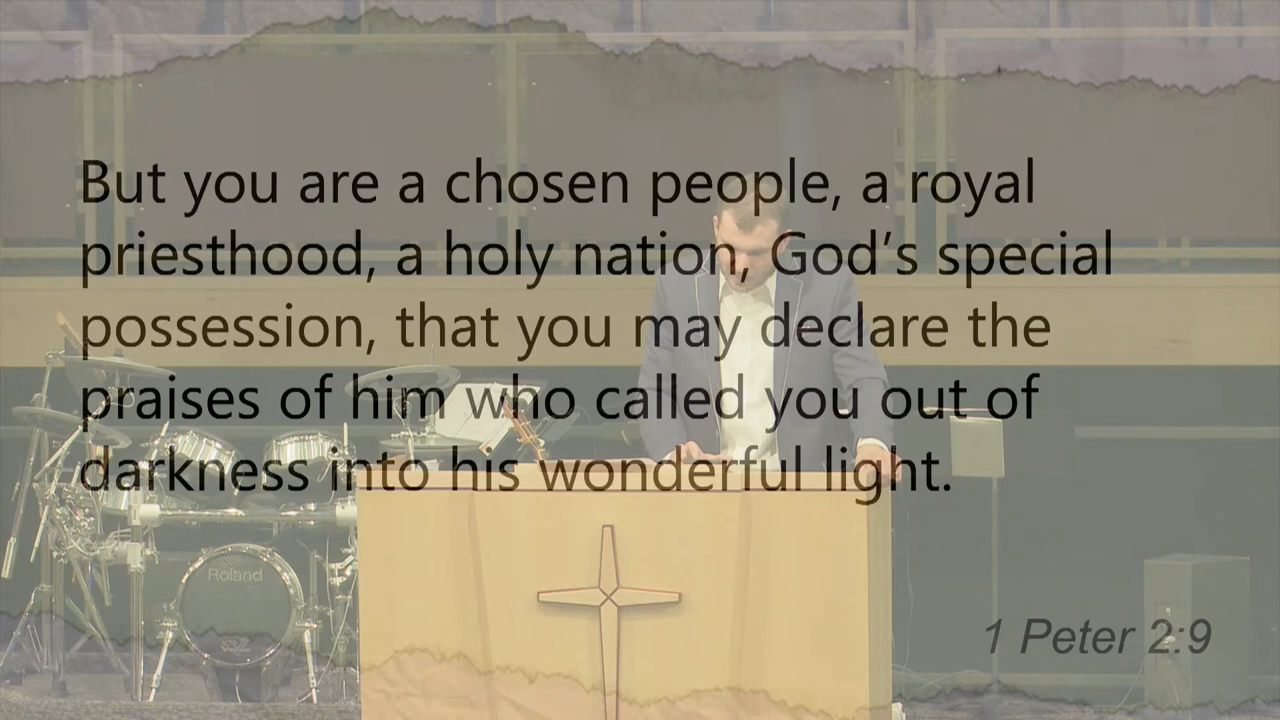 But you are a chosen people, a royal
priesthood, a holy nation, God’s special
possession, that you may declare the
praises of him who called you out of
darkness into his wonderful light.
Roland
1 Peter 2:9